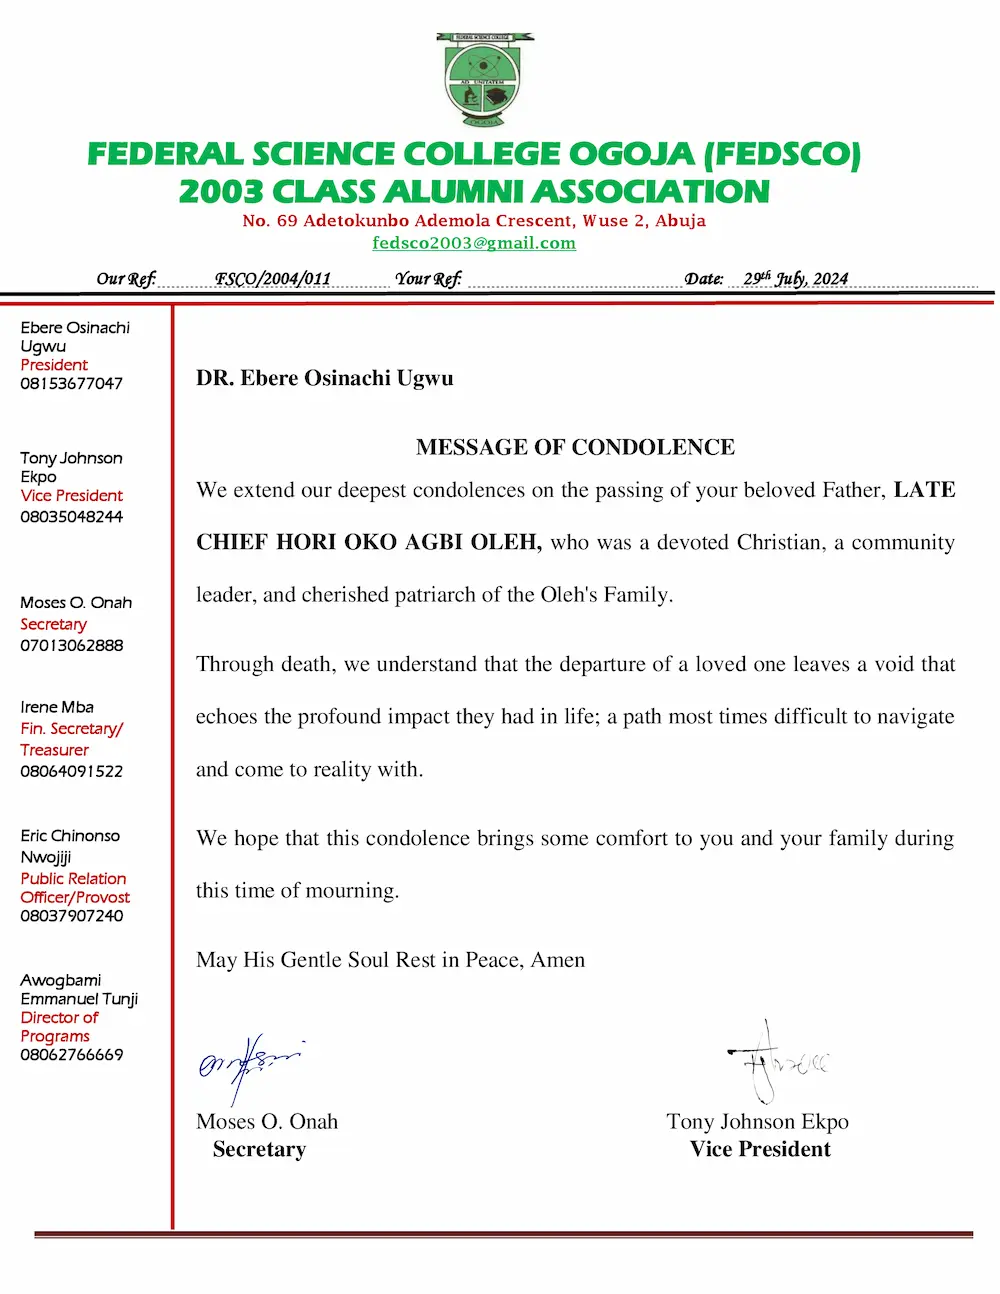 FEDERAL SCIENCE COLLEGE
AD UNITATEM
OGOJA
FEDERAL SCIENCE COLLEGE OGOJA (FEDSCO)
2003 CLASS ALUMNI ASSOCIATION
No. 69 Adetokunbo Ademola Crescent, Wuse 2, Abuja
fedsco2003@gmail.com
Our Ref: FSCO/2004/011 Your Ref: Date: 29th July, 2024
Ebere Osinachi
Ugwu
President
08153677047
Tony Johnson
Ekpo
Vice President
08035048244
Moses O. Onah
Secretary
07013062888
Irene Mba
Fin. Secretary/
Treasurer
08064091522
Eric Chinonso
Nwojiji
Public Relation
Officer/Provost
08037907240
Awogbami
Emmanuel Tunji
Director of
Programs
08062766669
DR. Ebere Osinachi Ugwu
MESSAGE OF CONDOLENCE
We extend our deepest condolences on the passing of your beloved Father, LATE
CHIEF HORI OKO AGBI OLEH, who was a devoted Christian, a community
leader, and cherished patriarch of the Oleh's Family.
Through death, we understand that the departure of a loved one leaves a void that
echoes the profound impact they had in life; a path most times difficult to navigate
and come to reality with.
We hope that this condolence brings some comfort to you and your family during
this time of mourning.
May His Gentle Soul Rest in Peace, Amen
Moses O. Onah
Secretary
Tony Johnson Ekpo
Vice President